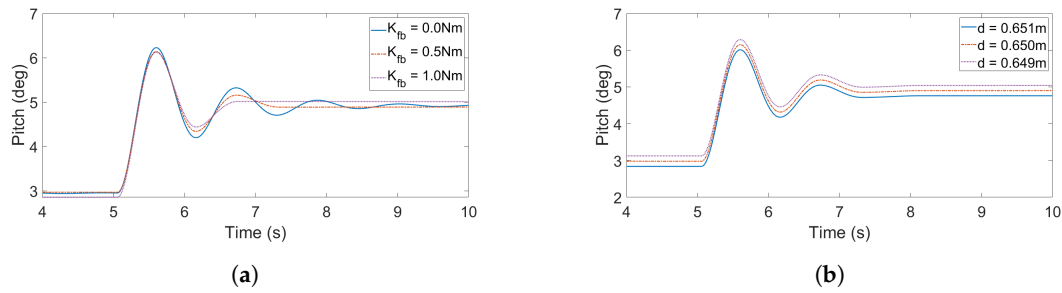 7
6
5
4
3
4 5 6 7 8 9 10
Pitch (deg)
Time (s)
K_fb = 0.0Nm
K_fb = 0.5Nm
K_fb = 1.0Nm
(a)
7
6
5
4
3
2
4 5 6 7 8 9 10
Pitch (deg)
Time (s)
d = 0.651m
d = 0.650m
d = 0.649m
(b)